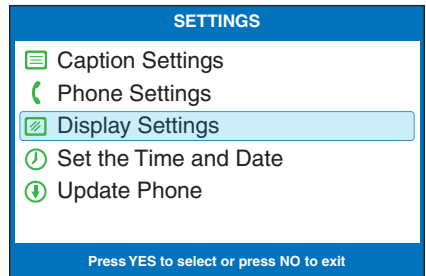 SETTINGS
Caption Settings
Phone Settings
Display Settings
Set the Time and Date
Update Phone
Press YES to select or press NO to exit